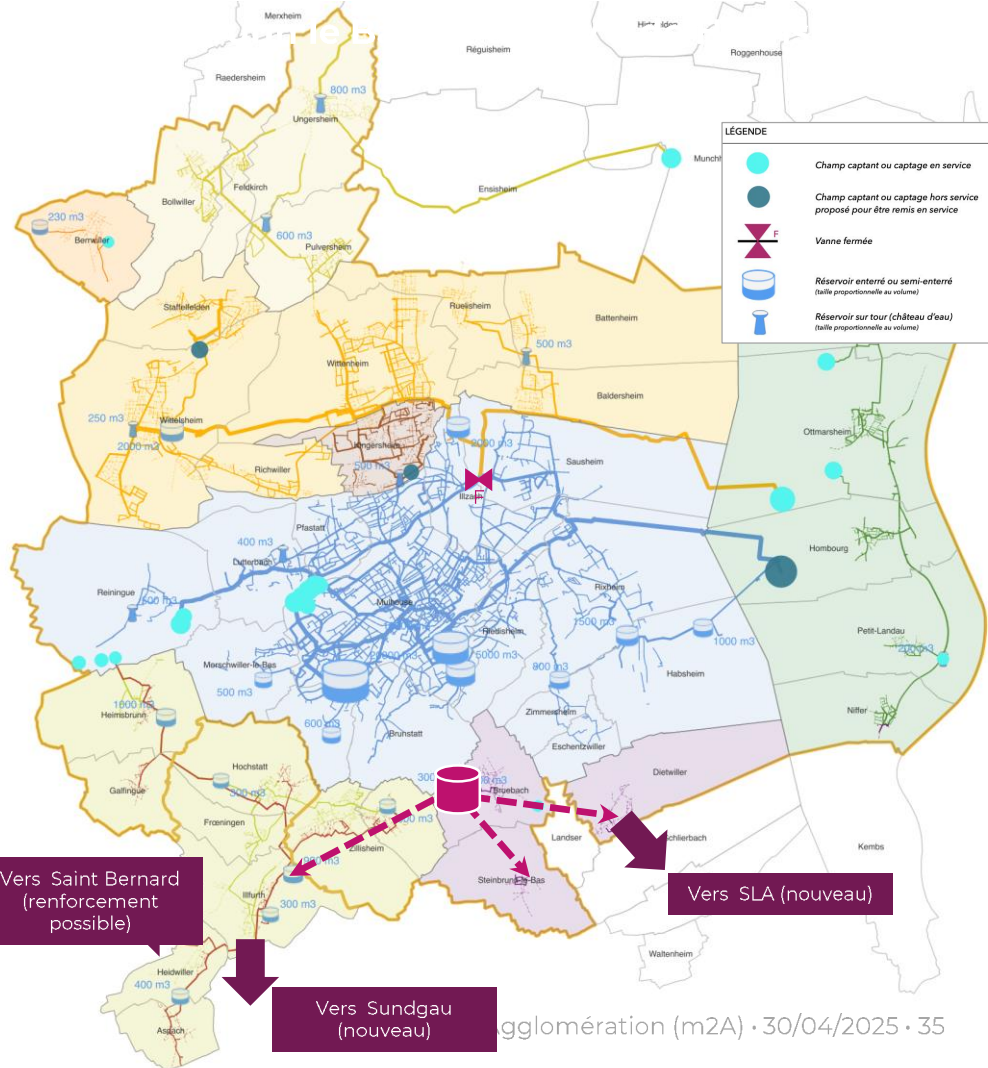 Merxheim
Réguisheim
Roggenhouse
Raedersheim
800 m3
Ungersheim
LÉGENDE
Champ captant ou captage en service
Champ captant ou captage hors service
proposé pour être remis en service
F
Vanne fermée
Réservoir enterré ou semi-enterré
(taille proportionnelle au volume)
Réservoir sur tour (château d'eau)
(taille proportionnelle au volume)
Feldkirch
Ensisheim
Bollwiller
230 m3
Berrwiller
600 m3
Pulversheim
Staffelfelden
Ruelisheim
Battenheim
500 m3
Wittenheim
Baldersheim
250 m3
Wittelsheim
2000 m3
Ottmarsheim
Kingersheim
2000 m3
Richwiller
500 m3
Sausheim
Illzach
F
Pfastatt
400 m3
Lutterbach
Hombourg
Reiningue
Rixheim
Mulhouse
1500 m3
Riedisheim
1000 m3
Petit-Landau
200 m3
Morschwiller-le-Bas
5000 m3
500 m3
Habsheim
Heimsbrunn
1000 m3
600 m3
Zimmersheim
Niffer
Brunstatt
Eschentzwiller
Hochstatt
Dietwiller
Galfingue
300 m3
Bruebach
Frœningen
Landser
Schlierbach
Kembs
Zillisheim
Steinbrunn-le-Bas
Vers Saint Bernard
(renforcement
possible)
Illfurth
300 m3
Vers SLA (nouveau)
Waltenheim
Heidwiller
400 m3
Vers Sundgau
(nouveau)
Agglomération (m2A) • 30/04/2025 • 35
Aspach